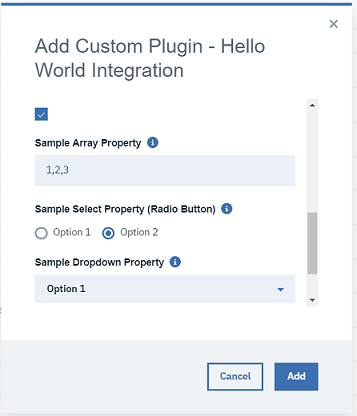 Add Custom Plugin - Hello
World Integration
Sample Array Property
1,2,3
Sample Select Property (Radio Button)
Option 1 Option 2
Sample Dropdown Property
Option 1
Cancel Add